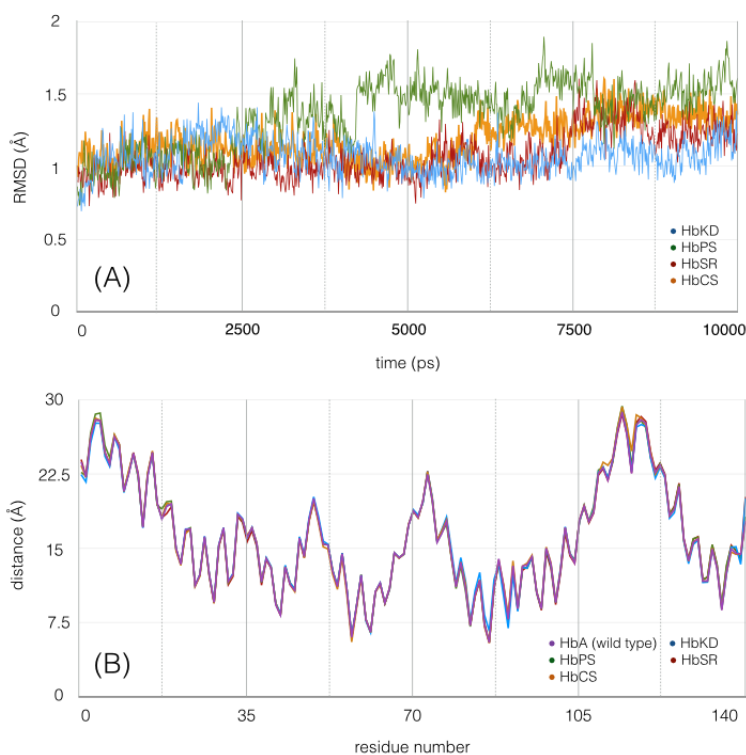 2
1.5
1
0.5
0
RMSD (Å)
(A)
HbKD
HbPS
HbSR
HbCS
0 2500 5000 7500 10000
time (ps)
30
22.5
15
7.5
0
distance (Å)
(B)
HbA (wild type) HbKD
HbPS HbSR
HbCS
0 35 70 105 140
residue number